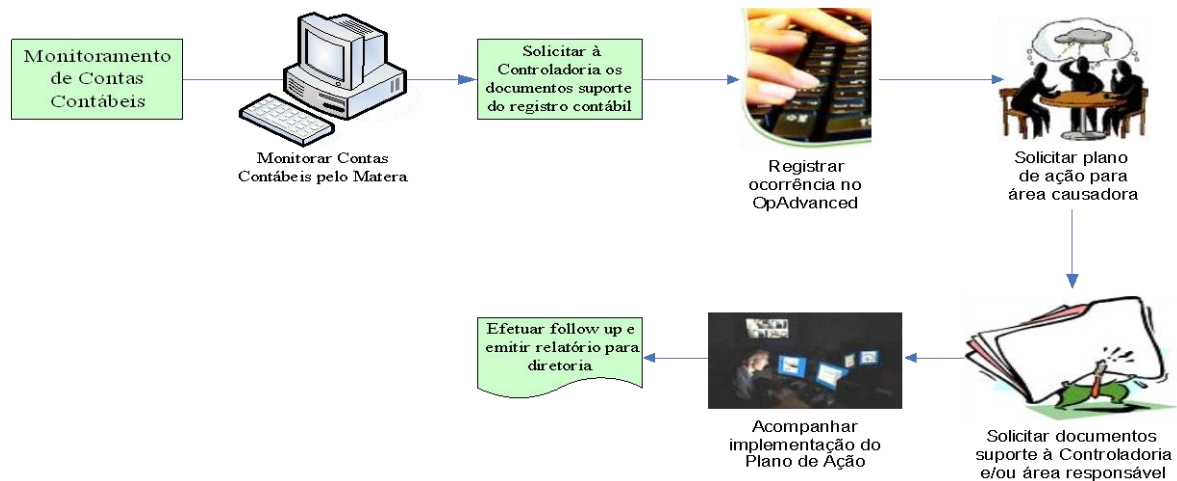 Monitoramento
de Contas
Contábeis
Monitorar Contas
Contábeis pelo Matera
Solicitar à
Controladoria os
documentos suporte
do registro contábil
Registrar
ocorrência no
OpAdvanced
Solicitar plano
de ação para
área causadora
Solicitar documentos
suporte à Controladoria
e/ou área responsável
Acompanhar
implementação do
Plano de Ação
Efetuar follow up e
emitir relatório para
diretoria